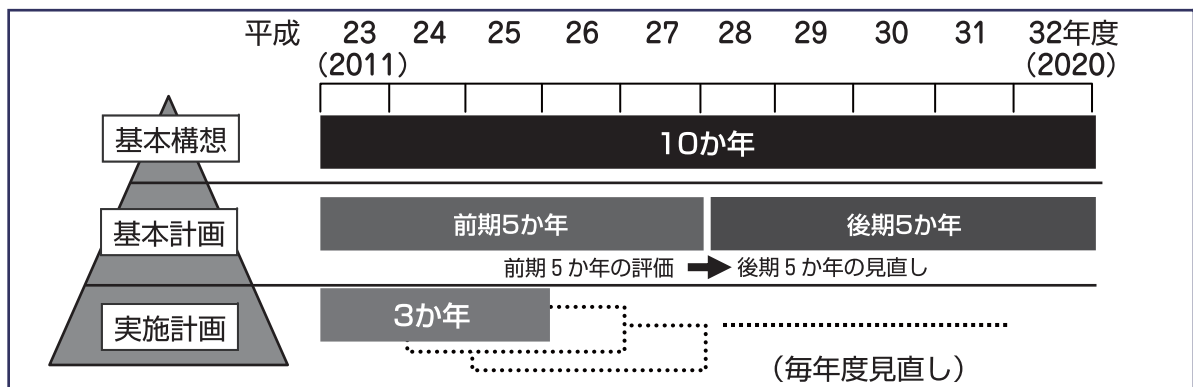 平成 23 24 25 26 27 28 29 30 31 32年度
(2011) (2020)
基本構想 10か年
基本計画 前期5か年 後期5か年
前期5か年の評価 後期5か年の見直し
実施計画 3か年
(毎年度見直し)